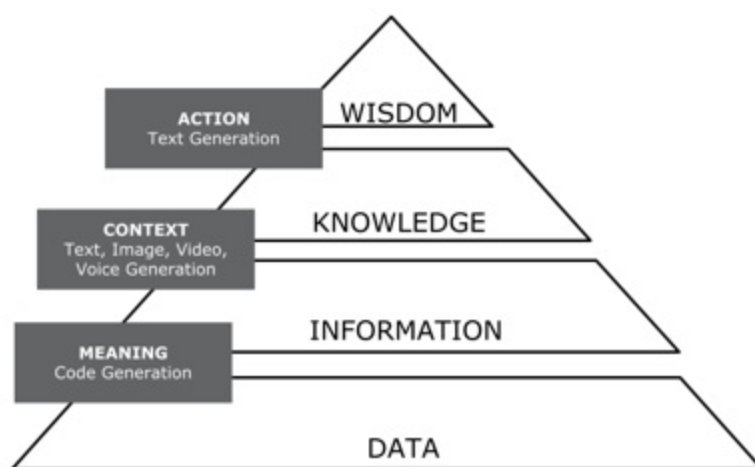 WISDOM
ACTION
Text Generation
KNOWLEDGE
CONTEXT
Text, Image, Video,
Voice Generation
INFORMATION
MEANING
Code Generation
DATA